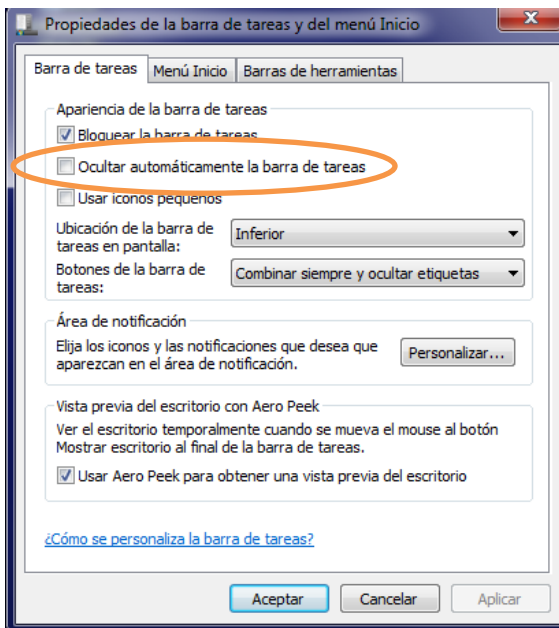 Propiedades de la barra de tareas y del menú Inicio
Barra de tareas Menú Inicio Barras de herramientas
Apariencia de la barra de tareas
Bloquear la barra de tareas
Ocultar automáticamente la barra de tareas
Usar iconos pequeños
Ubicación de la barra de
tareas en pantalla:
Inferior
Botones de la barra de
tareas:
Combinar siempre y ocultar etiquetas
Área de notificación
Elija los iconos y las notificaciones que desea que
aparezcan en el área de notificación.
Personalizar...
Vista previa del escritorio con Aero Peek
Ver el escritorio temporalmente cuando se mueva el mouse al botón
Mostrar escritorio al final de la barra de tareas.
Usar Aero Peek para obtener una vista previa del escritorio
¿Cómo se personaliza la barra de tareas?
Aceptar Cancelar Aplicar